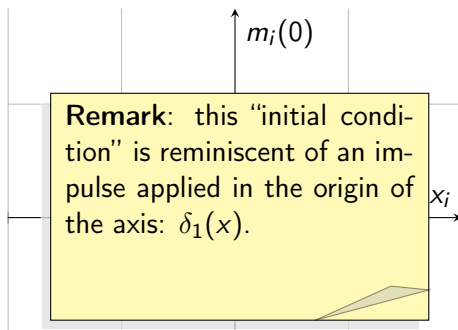 m_i(0)
Remark: this “initial condi-
tion” is reminiscent of an im-
pulse applied in the origin of
the axis: δ_1(x).
x_i